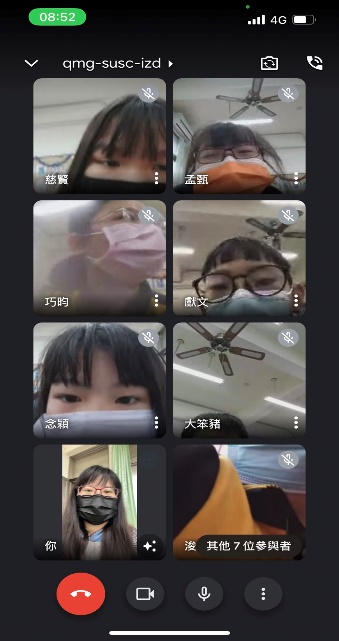 08:52
4G
qmg-susc-izd
慈賢
孟甄
巧昀
獻文
念穎
大笨豬
你
浚
其他 7 位參與者